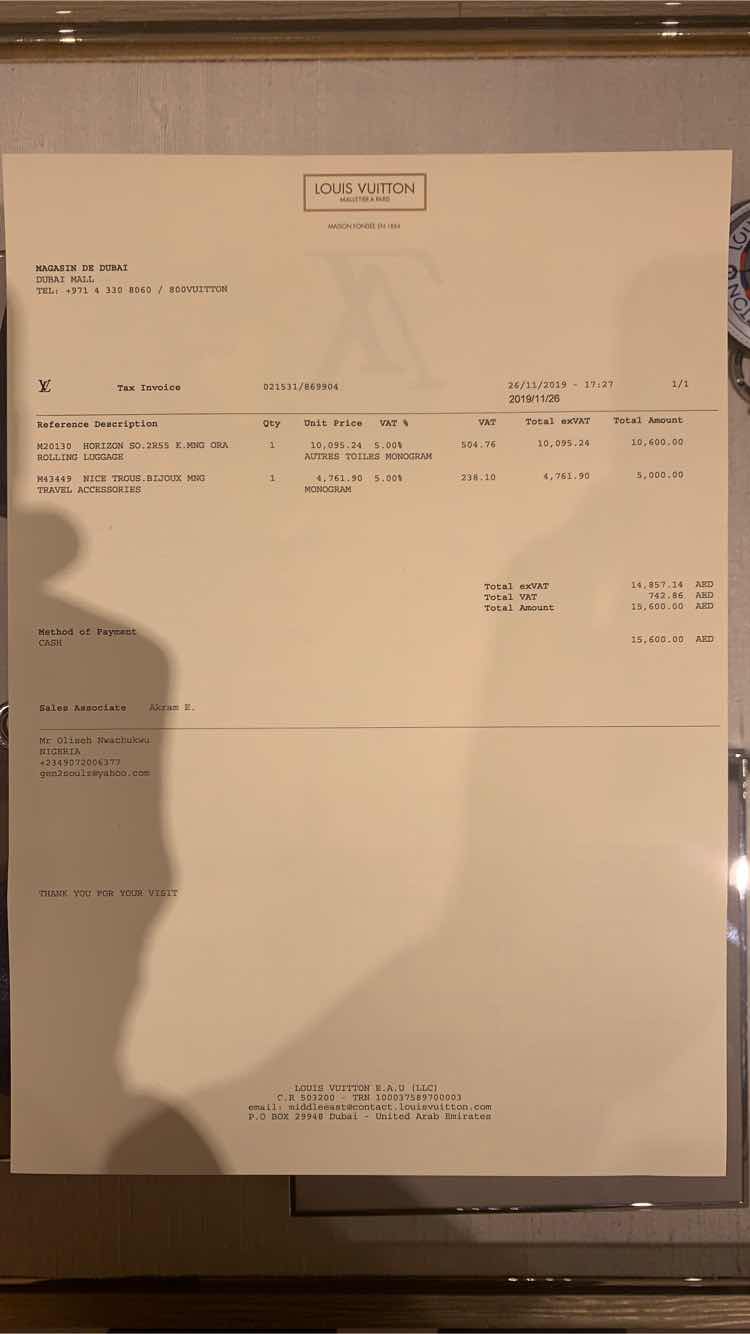 LOUIS VUITTON
MALLETIER A PARIS
MAISON FONDÉE EN 1854
MAGASIN DE DUBAI
DUBAI MALL
TEL: +971 4 330 8060 / 800VUITTON
LV Tax Invoice 021531/869904 26/11/2019 - 17:27 1/1
2019/11/26
Reference Description Qty Unit Price VAT % VAT Total exVAT Total Amount
M20130 HORIZON SO.2R55 E.MNG ORA 1 10,095.24 5.00% 504.76 10,095.24 10,600.00
ROLLING LUGGAGE AUTRES TOILES MONOGRAM
M43449 NICE TROUS.BIJOUX MNG 1 4,761.90 5.00% 238.10 4,761.90 5,000.00
TRAVEL ACCESSORIES MONOGRAM
Total exVAT 14,857.14 AED
Total VAT 742.86 AED
Total Amount 15,600.00 AED
Method of Payment
CASH 15,600.00 AED
Sales Associate Akram E.
Mr Oliseh Nwachukwu
NIGERIA
+2349072006377
gen2souls@yahoo.com
THANK YOU FOR YOUR VISIT
LOUIS VUITTON E.A.U (LLC)
C.R 503200 - TRN 100037589700003
email: middleeast@contact.louisvuitton.com
P.O BOX 29948 Dubai - United Arab Emirates